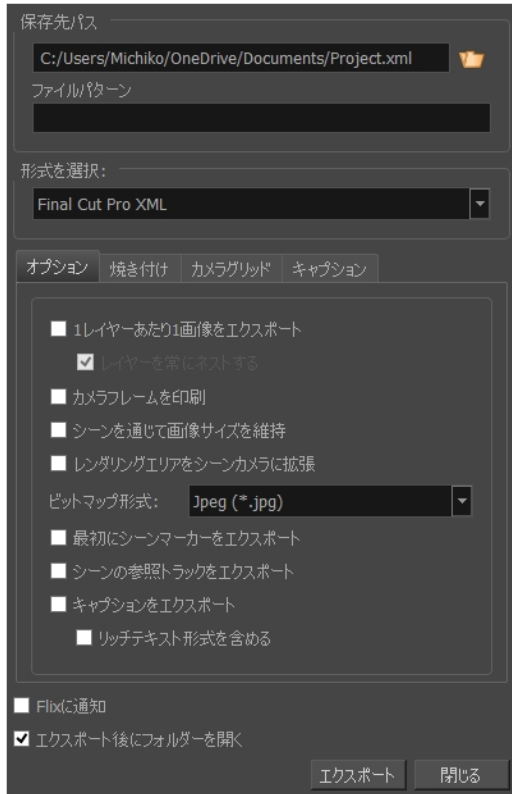 保存先パス
C:/Users/Michiko/OneDrive/Documents/Project.xml
ファイルパターン
形式を選択:
Final Cut Pro XML
オプション 焼き付け カメラグリッド キャプション
1レイヤーあたり1画像をエクスポート
レイヤーを常にネストする
カメラフレームを印刷
シーンを通じて画像サイズを維持
レンダリングエリアをシーンカメラに拡張
ビットマップ形式: Jpeg (*.jpg)
最初にシーンマーカーをエクスポート
シーンの参照トラックをエクスポート
キャプションをエクスポート
リッチテキスト形式を含める
Flixに通知
エクスポート後にフォルダーを開く
エクスポート 閉じる